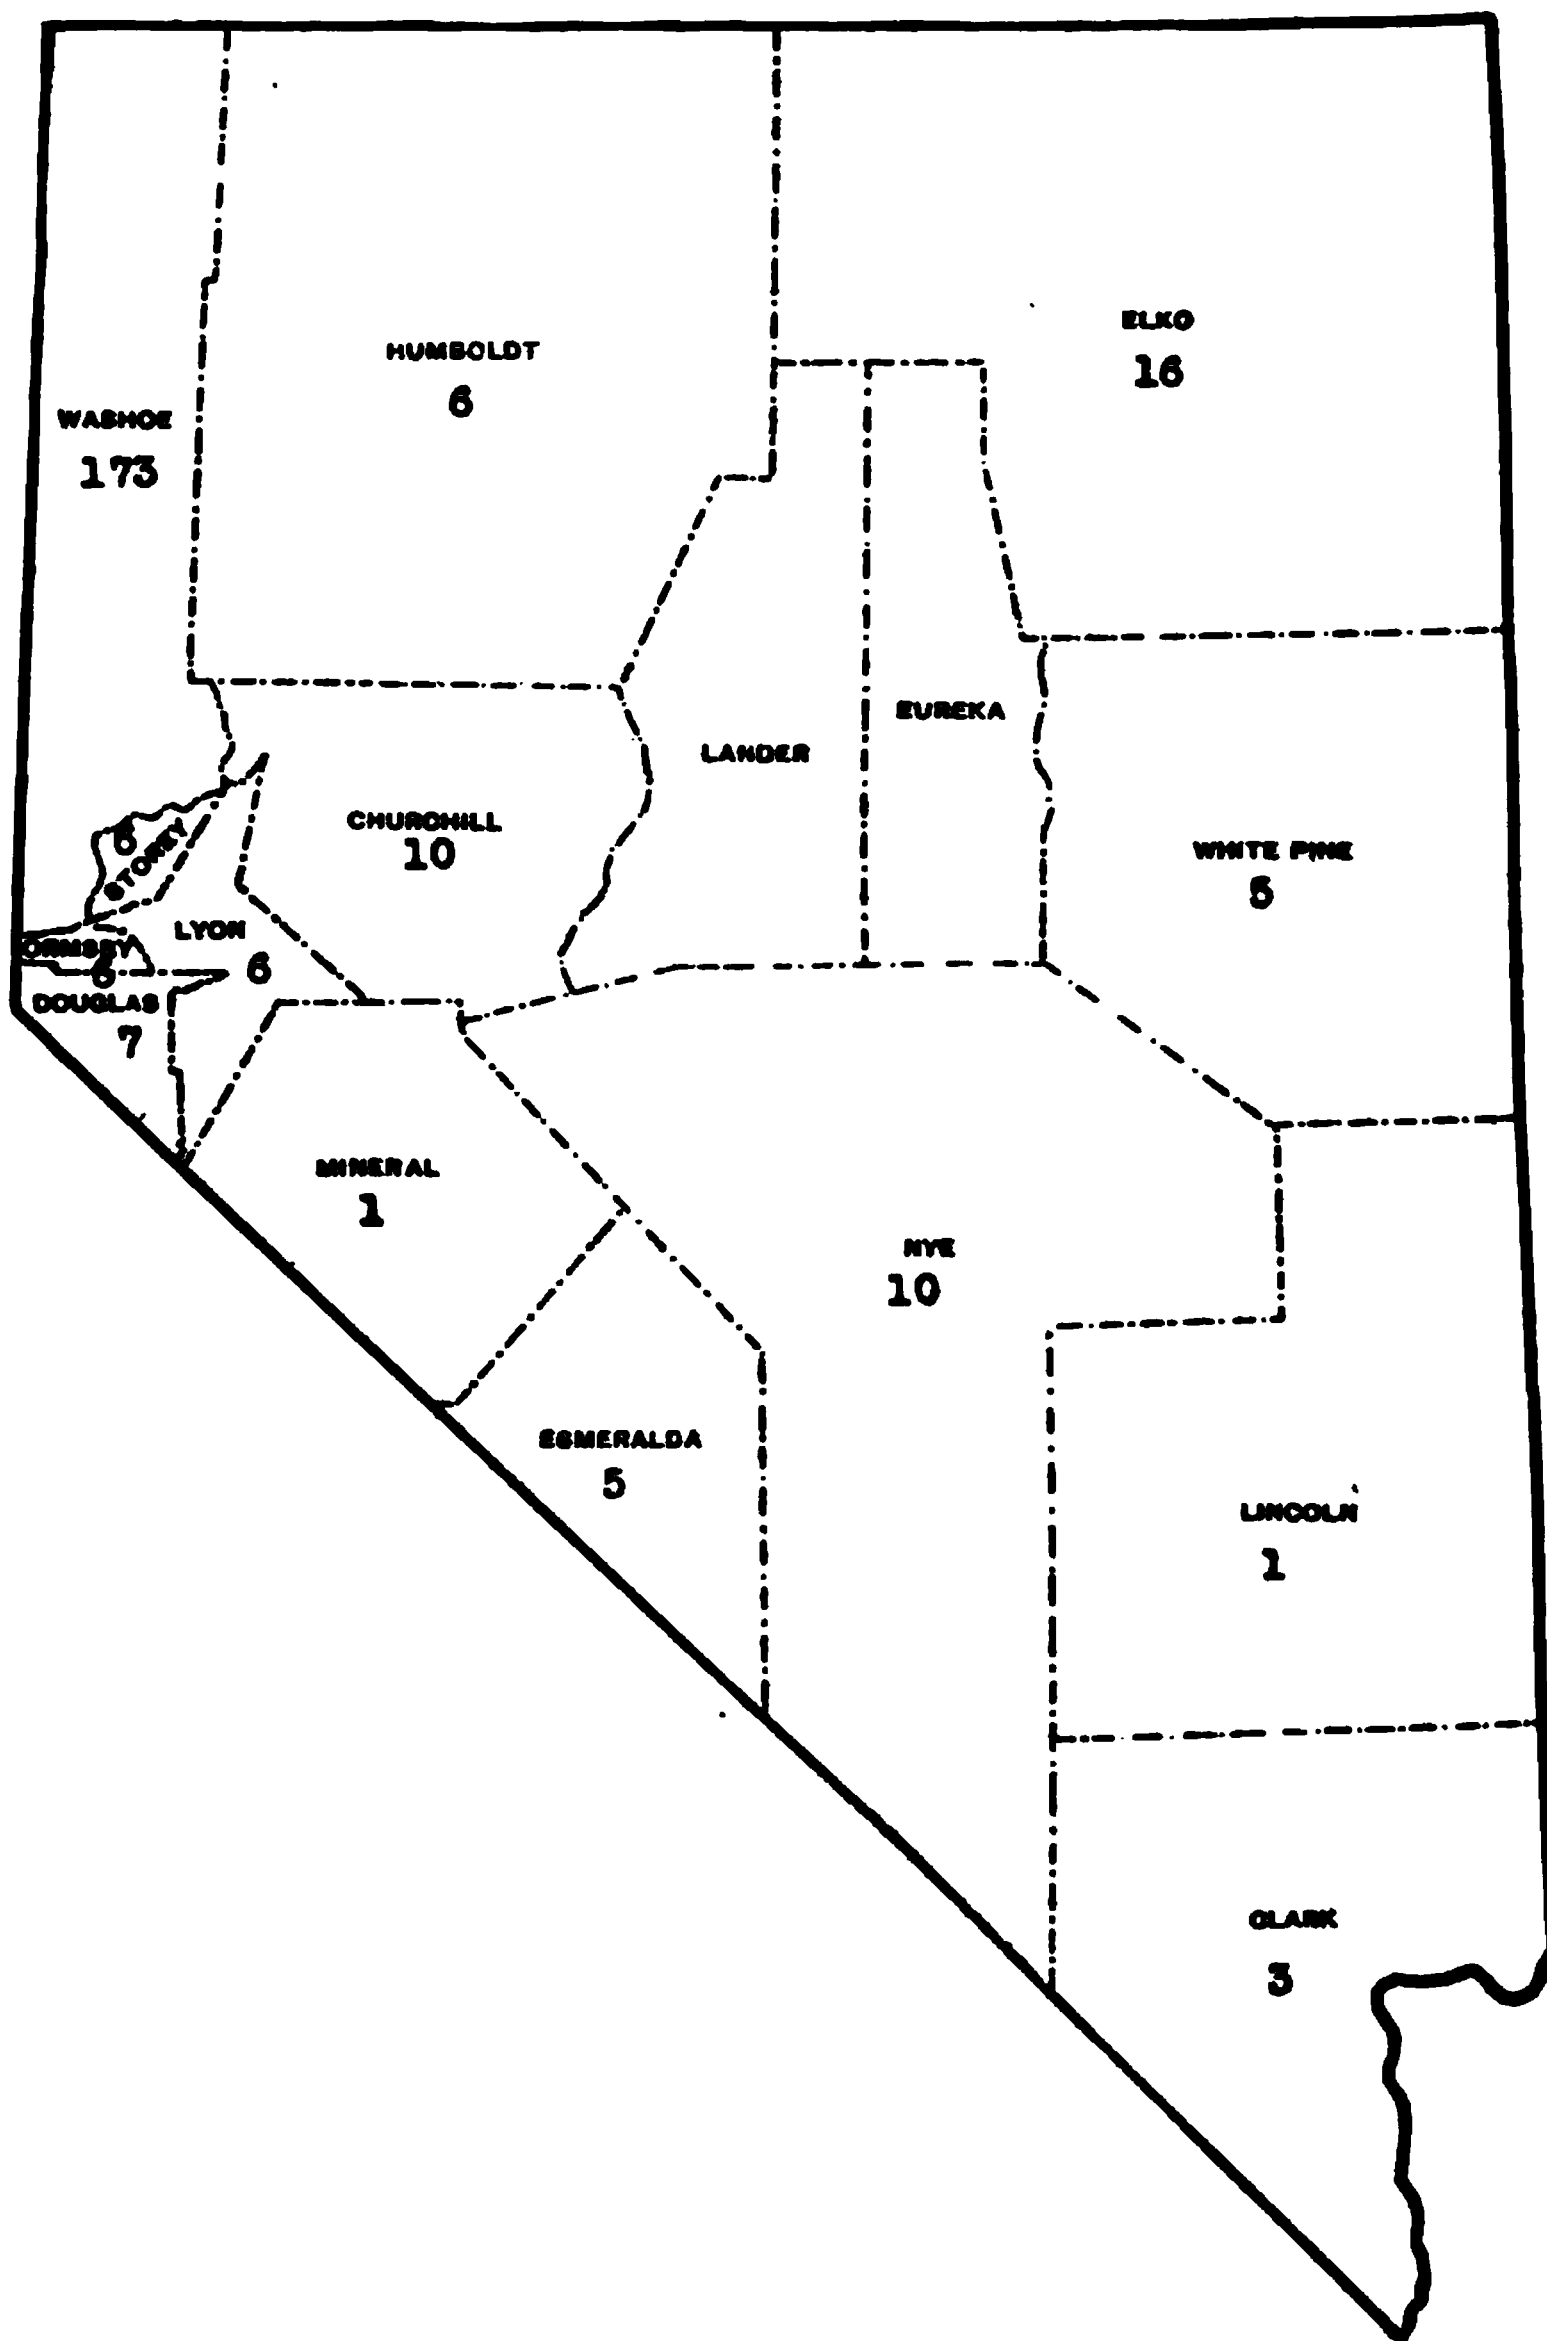 HUMBOLDT
6
ELKO
16
WASHOE
173
EUREKA
LANDER
CHURCHILL
10
WHITE PINE
5
6
STOREY
LYON
6
ORMSBY
6
DOUGLAS
7
MINERAL
1
NYE
10
ESMERALDA
5
LINCOLN
1
CLARK
3